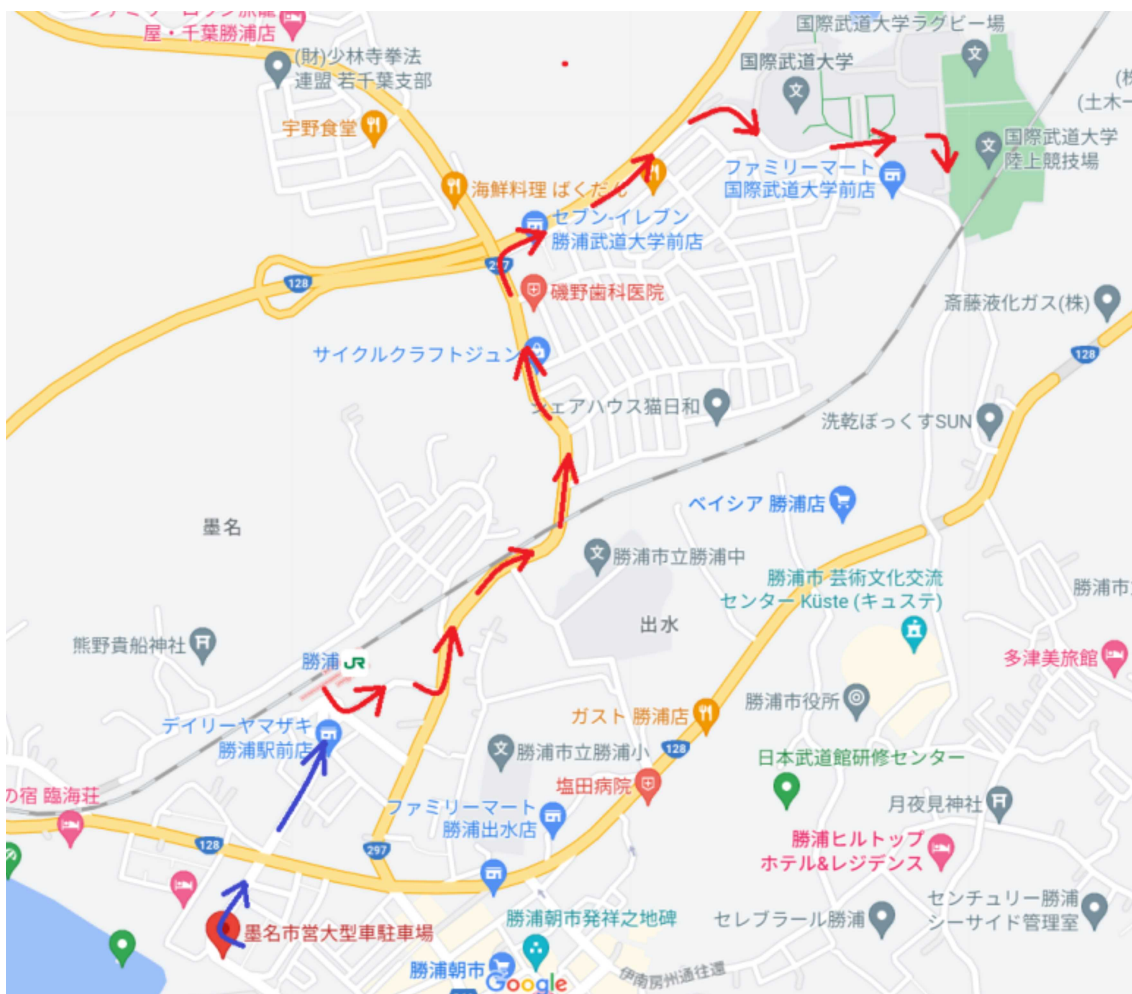 屋・千葉勝浦店
国際武道大学ラグビー場
(財)少林寺拳法
連盟 若千葉支部
国際武道大学
(土木一
宇野食堂
国際武道大学
陸上競技場
ファミリーマート
国際武道大学前店
海鮮料理 ばくだん
セブン-イレブン
勝浦武道大学前店
297
128
磯野歯科医院
斎藤液化ガス(株)
サイクルクラフトジュン
128
シェアハウス猫日和
洗乾ぼっくすSUN
ベイシア 勝浦店
墨名
勝浦市立勝浦中
勝浦市 芸術文化交流
センター Küste (キュステ)
勝浦市
出水
熊野貴船神社
勝浦 JR
多津美旅館
勝浦市役所
ガスト 勝浦店
デイリーヤマザキ
勝浦駅前店
勝浦市立勝浦小
128
日本武道館研修センター
塩田病院
の宿 臨海荘
ファミリーマート
勝浦出水店
月夜見神社
128
297
勝浦ヒルトップ
ホテル&レジデンス
墨名市営大型車駐車場
勝浦朝市発祥之地碑
セレブラール勝浦
センチュリー勝浦
シーサイド管理室
勝浦朝市
伊南房州通往還
Google